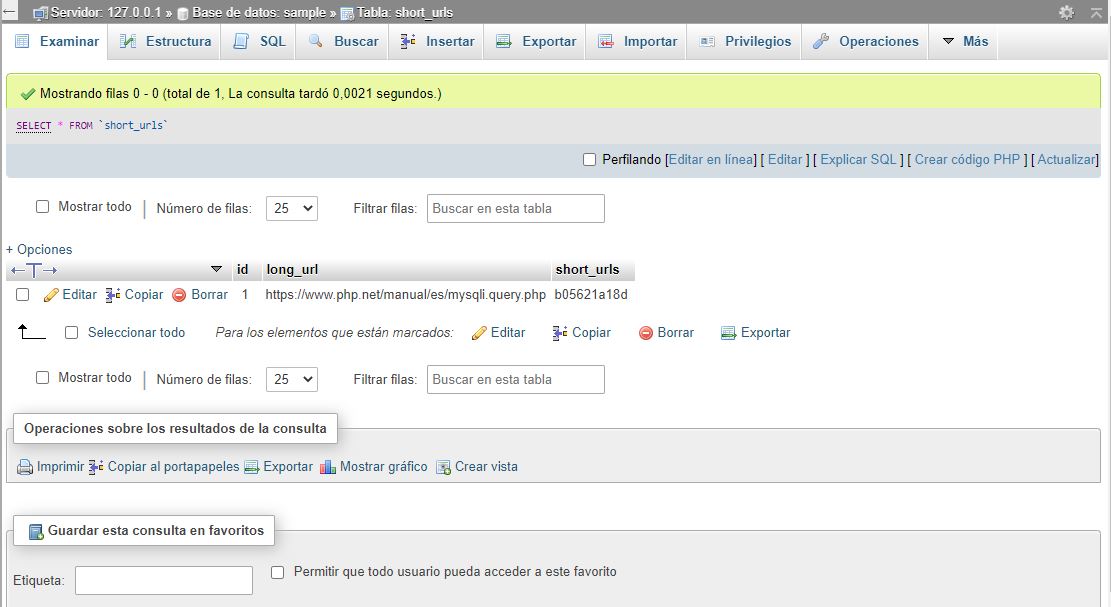 Servidor: 127.0.0.1 » Base de datos: sample » Tabla: short_urls
Examinar Estructura SQL Buscar Insertar Exportar Importar Privilegios Operaciones Más
Mostrando filas 0 - 0 (total de 1, La consulta tardó 0,0021 segundos.)
SELECT * FROM `short_urls`
Perfilando [Editar en línea] [ Editar ] [ Explicar SQL ] [ Crear código PHP ] [ Actualizar]
Mostrar todo | Número de filas: 25 Filtrar filas: Buscar en esta tabla
+ Opciones
←T→ id long_url short_urls
Editar Copiar Borrar 1 https://www.php.net/manual/es/mysqli.query.php b05621a18d
Seleccionar todo Para los elementos que están marcados: Editar Copiar Borrar Exportar
Mostrar todo | Número de filas: 25 Filtrar filas: Buscar en esta tabla
Operaciones sobre los resultados de la consulta
Imprimir Copiar al portapapeles Exportar Mostrar gráfico Crear vista
Guardar esta consulta en favoritos
Etiqueta: Permitir que todo usuario pueda acceder a este favorito